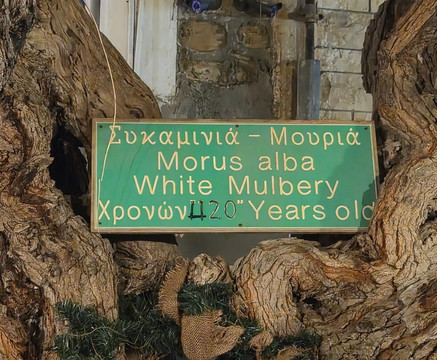 Συκαμινιά - Μουριά
Morus alba
White Mulbery
Χρονών "120" Years old